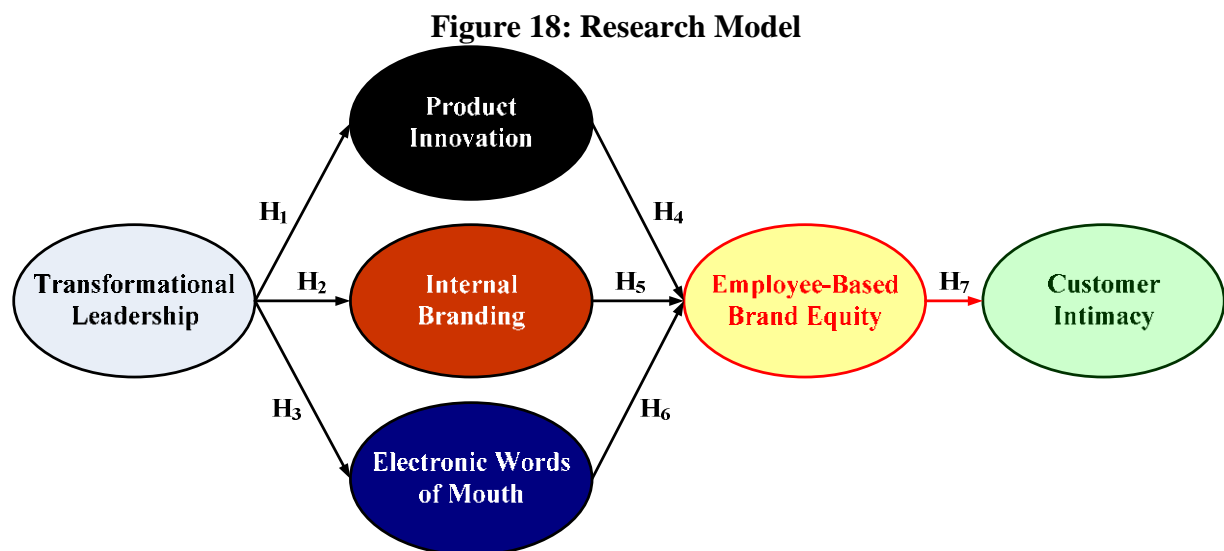 Figure 18: Research Model
Product
Innovation
H₁
H₄
Transformational
Leadership
H₂
Internal
Branding
H₅
Employee-Based
Brand Equity
H₇
Customer
Intimacy
H₃
H₆
Electronic Words
of Mouth